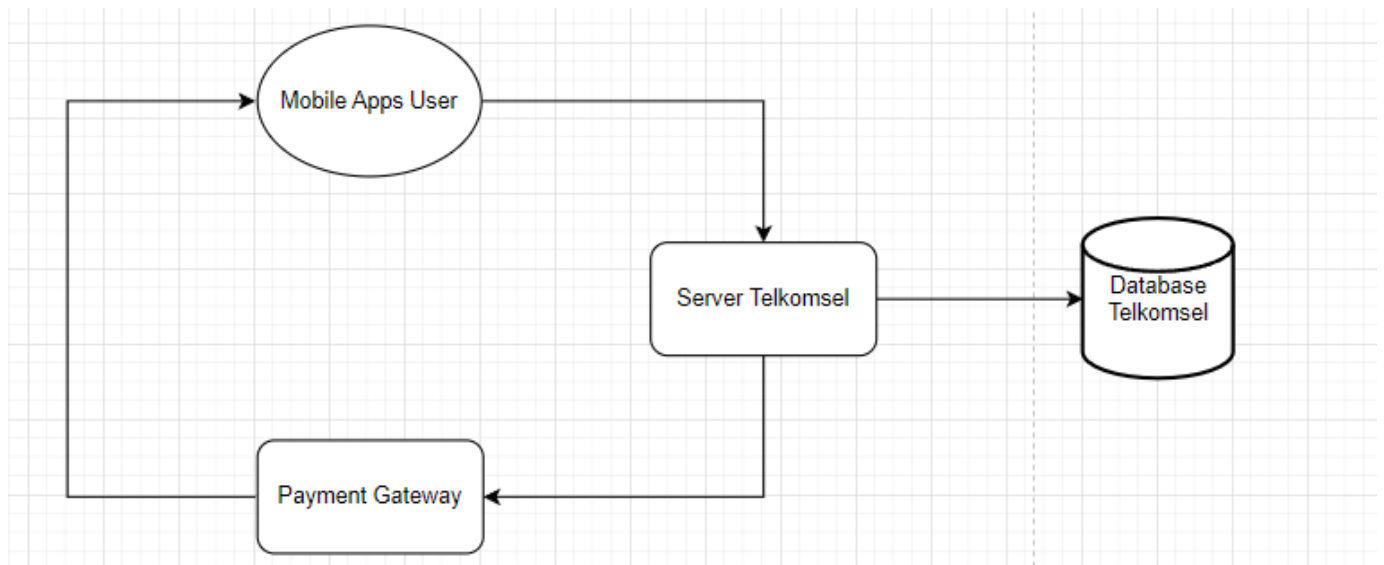 Mobile Apps User
Server Telkomsel
Database
Telkomsel
Payment Gateway